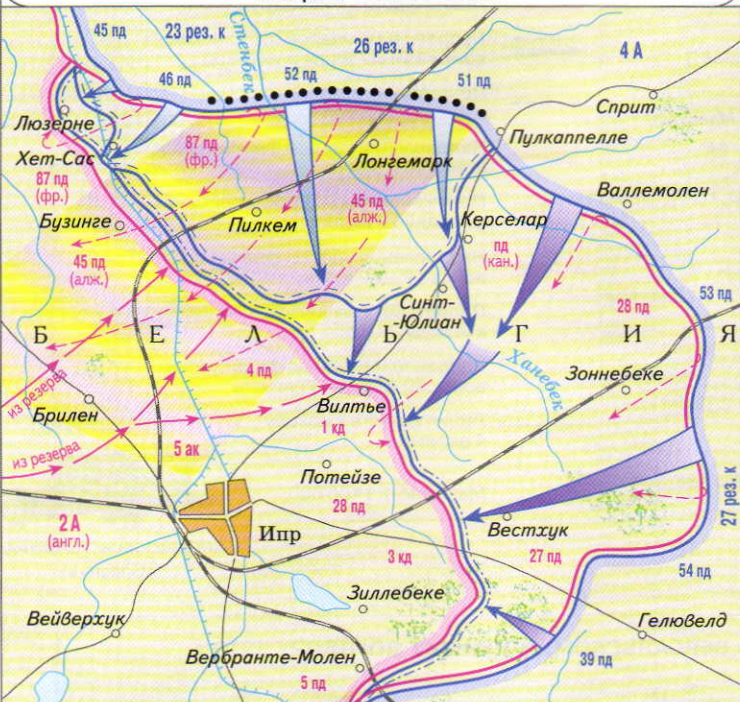 45 пд
23 рез. к
26 рез. к
4 А
Стенбек
46 пд
52 пд
51 пд
Сприт
Люзерне
87 пд
(фр.)
Пулкаппелле
Хет-Сас
Лонгемарк
87 пд
(фр.)
45 пд
(алж.)
Валлемолен
Бузинге
Пилкем
Керселар
пд
(кан.)
45 пд
(алж.)
Синт-
Юлиан
28 пд
53 пд
Б Е Л Ь Г И Я
Ханебек
4 пд
Зоннебеке
из резерва
Брилен
Вилтье
1 кд
5 ак
из резерва
Потейзе
28 пд
27 рез. к
2 А
(англ.)
Ипр
Вестхук
3 кд
27 пд
54 пд
Зиллебеке
Вейверхук
Гелювелд
Вербранте-Молен
39 пд
5 пд